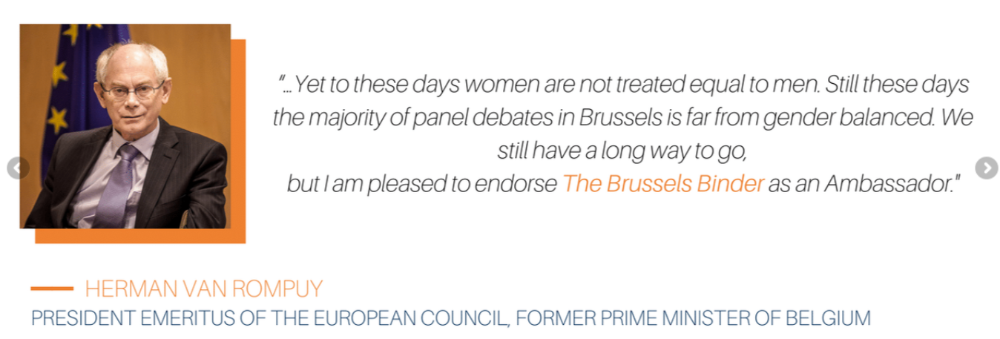 “...Yet to these days women are not treated equal to men. Still these days
the majority of panel debates in Brussels is far from gender balanced. We
still have a long way to go,
but I am pleased to endorse The Brussels Binder as an Ambassador."
HERMAN VAN ROMPUY
PRESIDENT EMERITUS OF THE EUROPEAN COUNCIL, FORMER PRIME MINISTER OF BELGIUM